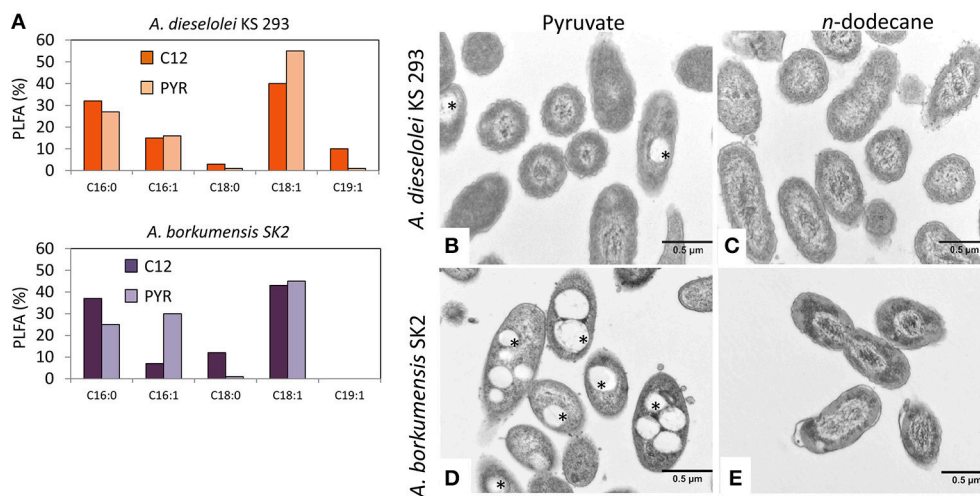 A
A. dieselolei KS 293
PLFA (%)
60
50
40
30
20
10
0
C12
PYR
C16:0 C16:1 C18:0 C18:1 C19:1
A. borkumensis SK2
PLFA (%)
60
50
40
30
20
10
0
C12
PYR
C16:0 C16:1 C18:0 C18:1 C19:1
Pyruvate
n-dodecane
A. dieselolei KS 293
*
*
B
0.5 µm
C
0.5 µm
A. borkumensis SK2
*
*
*
*
*
*
D
0.5 µm
E
0.5 µm